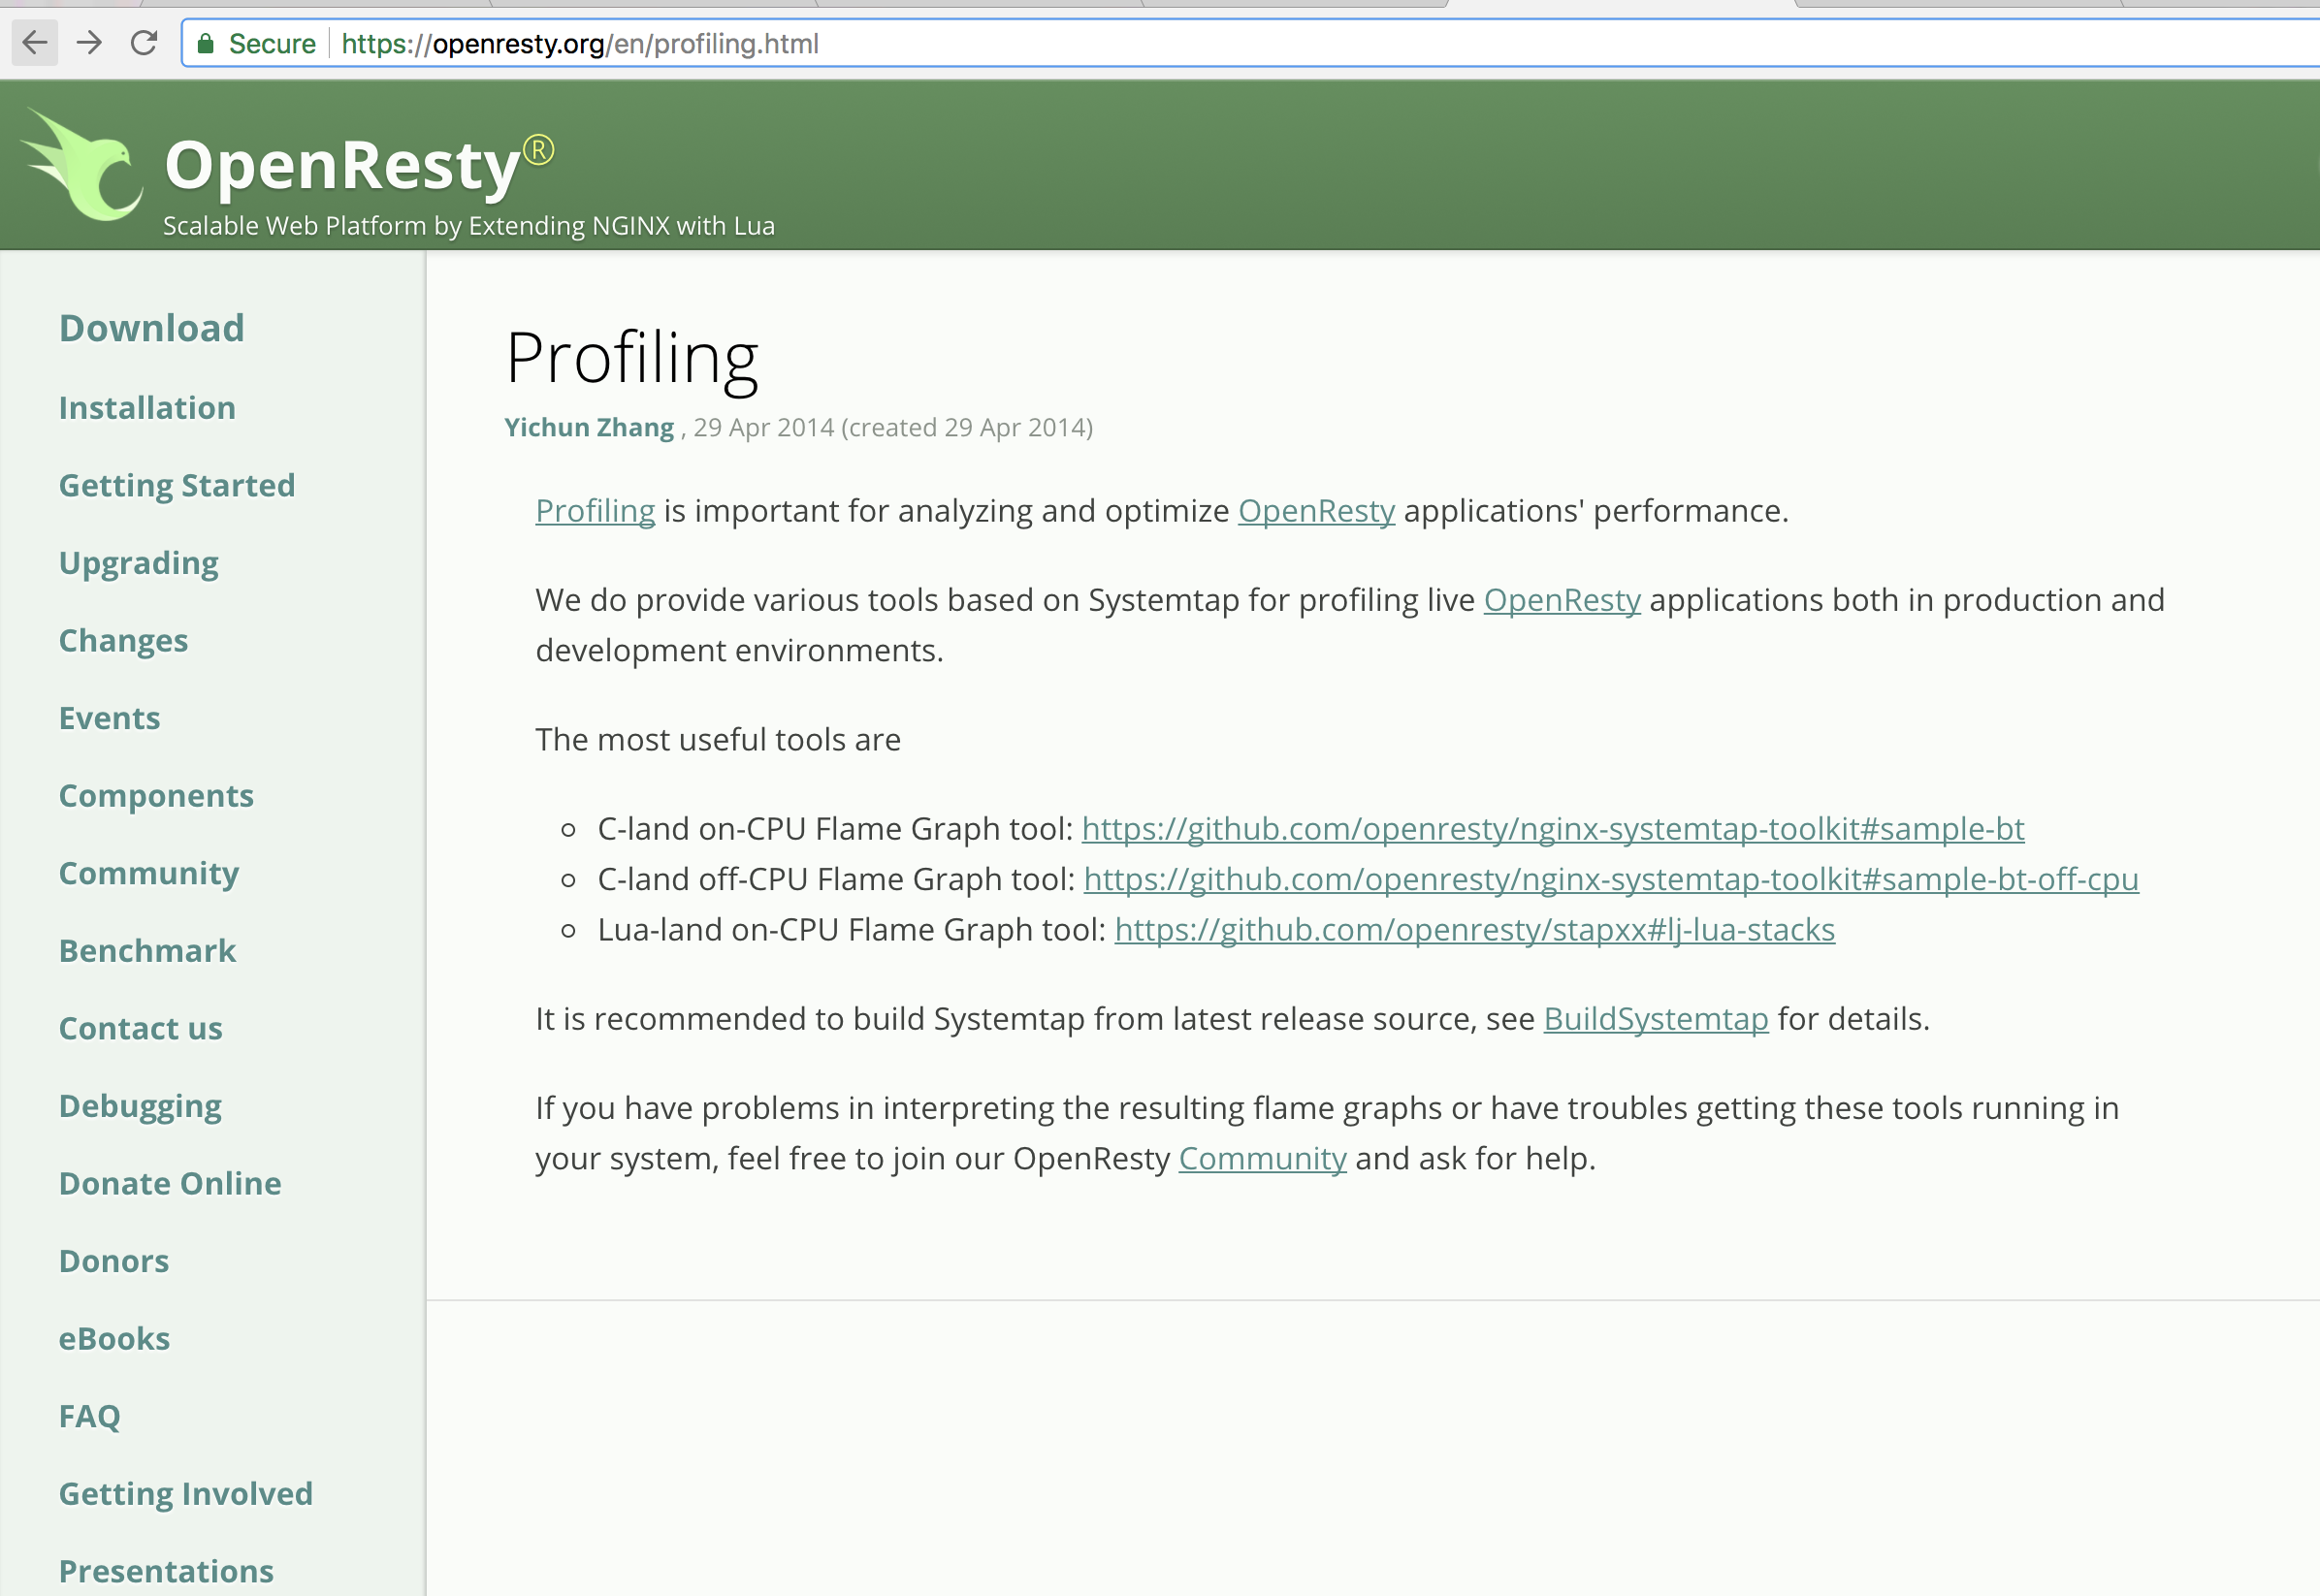 Secure https://openresty.org/en/profiling.html
OpenResty®
Scalable Web Platform by Extending NGINX with Lua
Download
Installation
Getting Started
Upgrading
Changes
Events
Components
Community
Benchmark
Contact us
Debugging
Donate Online
Donors
eBooks
FAQ
Getting Involved
Presentations
Profiling
Yichun Zhang , 29 Apr 2014 (created 29 Apr 2014)
Profiling is important for analyzing and optimize OpenResty applications' performance.
We do provide various tools based on Systemtap for profiling live OpenResty applications both in production and
development environments.
The most useful tools are
C-land on-CPU Flame Graph tool: https://github.com/openresty/nginx-systemtap-toolkit#sample-bt
C-land off-CPU Flame Graph tool: https://github.com/openresty/nginx-systemtap-toolkit#sample-bt-off-cpu
Lua-land on-CPU Flame Graph tool: https://github.com/openresty/stapxx#lj-lua-stacks
It is recommended to build Systemtap from latest release source, see BuildSystemtap for details.
If you have problems in interpreting the resulting flame graphs or have troubles getting these tools running in
your system, feel free to join our OpenResty Community and ask for help.